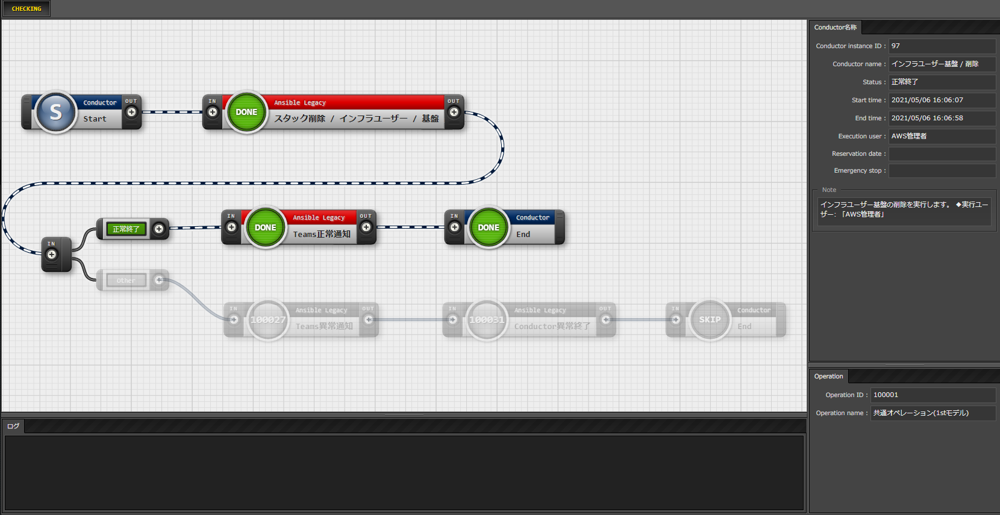 CHECKING
S
Conductor
Start
OUT
IN
DONE
Ansible Legacy
スタック削除 / インフラユーザー / 基盤
OUT
IN
正常終了
Other
IN
DONE
Ansible Legacy
Teams正常通知
OUT
IN
DONE
Conductor
End
IN
100027
Ansible Legacy
Teams異常通知
OUT
IN
100031
Ansible Legacy
Conductor異常終了
OUT
IN
SKIP
Conductor
End
ログ
Conductor名称
Conductor instance ID : 97
Conductor name : インフラユーザー基盤 / 削除
Status : 正常終了
Start time : 2021/05/06 16:06:07
End time : 2021/05/06 16:06:58
Execution user : AWS管理者
Reservation date :
Emergency stop :
Note
インフラユーザー基盤の削除を実行します。 ◆実行ユー
ザー: 「AWS管理者」
Operation
Operation ID : 100001
Operation name : 共通オペレーション(1stモデル)